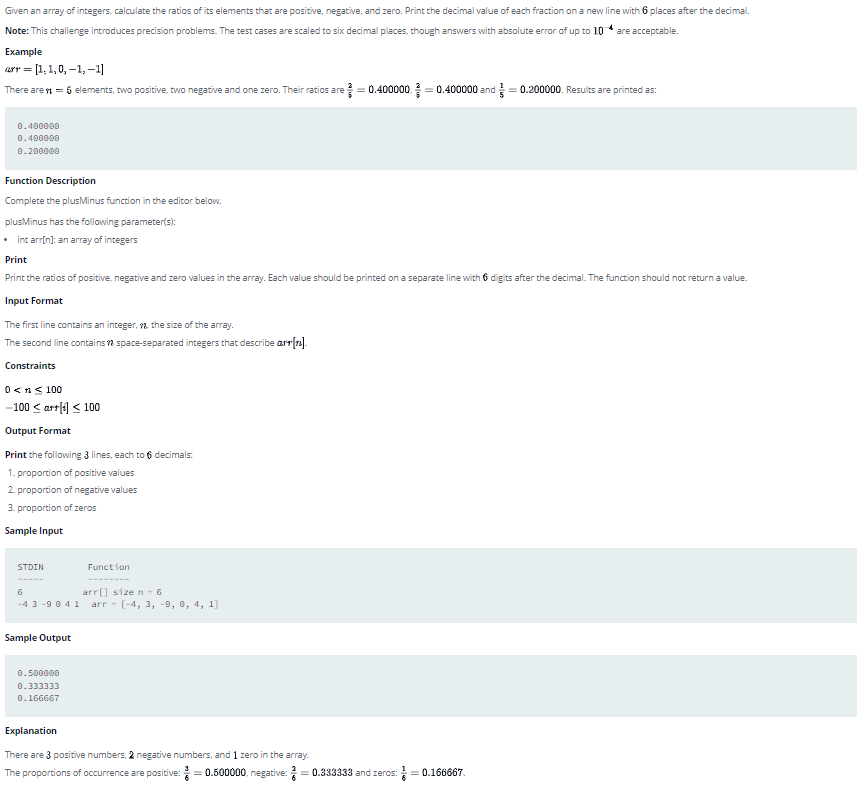 Given an array of integers, calculate the ratios of its elements that are positive, negative, and zero. Print the decimal value of each fraction on a new line with 6 places after the decimal.
Note: This challenge introduces precision problems. The test cases are scaled to six decimal places, though answers with absolute error of up to 10⁻⁴ are acceptable.
Example
arr = [1, 1, 0, −1, −1]
There are n = 5 elements, two positive, two negative and one zero. Their ratios are 2/5 = 0.400000, 2/5 = 0.400000 and 1/5 = 0.200000. Results are printed as:
0.400000
0.400000
0.200000
Function Description
Complete the plusMinus function in the editor below.
plusMinus has the following parameter(s):
• int arr[n]: an array of integers
Print
Print the ratios of positive, negative and zero values in the array. Each value should be printed on a separate line with 6 digits after the decimal. The function should not return a value.
Input Format
The first line contains an integer, n, the size of the array.
The second line contains n space-separated integers that describe arr[n].
Constraints
0 < n ≤ 100
−100 ≤ arr[i] ≤ 100
Output Format
Print the following 3 lines, each to 6 decimals:
1. proportion of positive values
2. proportion of negative values
3. proportion of zeros
Sample Input
STDIN Function
----- --------
6 arr[] size n = 6
-4 3 -9 0 4 1 arr = [-4, 3, -9, 0, 4, 1]
Sample Output
0.500000
0.333333
0.166667
Explanation
There are 3 positive numbers, 2 negative numbers, and 1 zero in the array.
The proportions of occurrence are positive: 3/6 = 0.500000, negative: 2/6 = 0.333333 and zeros: 1/6 = 0.166667.